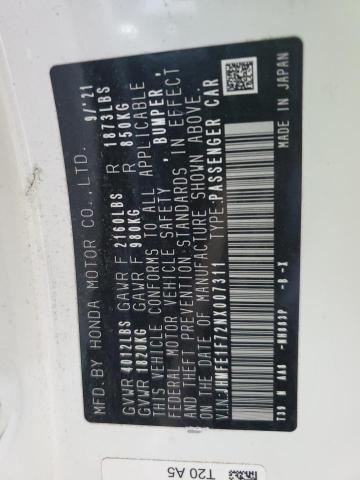 MFD.BY HONDA MOTOR CO.,LTD. 9/'21
GVWR 4012LBS GAWR F 2160LBS R 1873LBS
GVWR 1820KG GAWR F 980KG R 850KG
THIS VEHICLE CONFORMS TO ALL APPLICABLE
FEDERAL MOTOR VEHICLE SAFETY , BUMPER,
AND THEFT PREVENTION STANDARDS IN EFFECT
ON THE DATE OF MANUFACTURE SHOWN ABOVE.
V.I.N.:JHMFE1F72NX007311 TYPE:PASSENGER CAR
T20 N AA0 -B -X MADE IN JAPAN
T20 A5